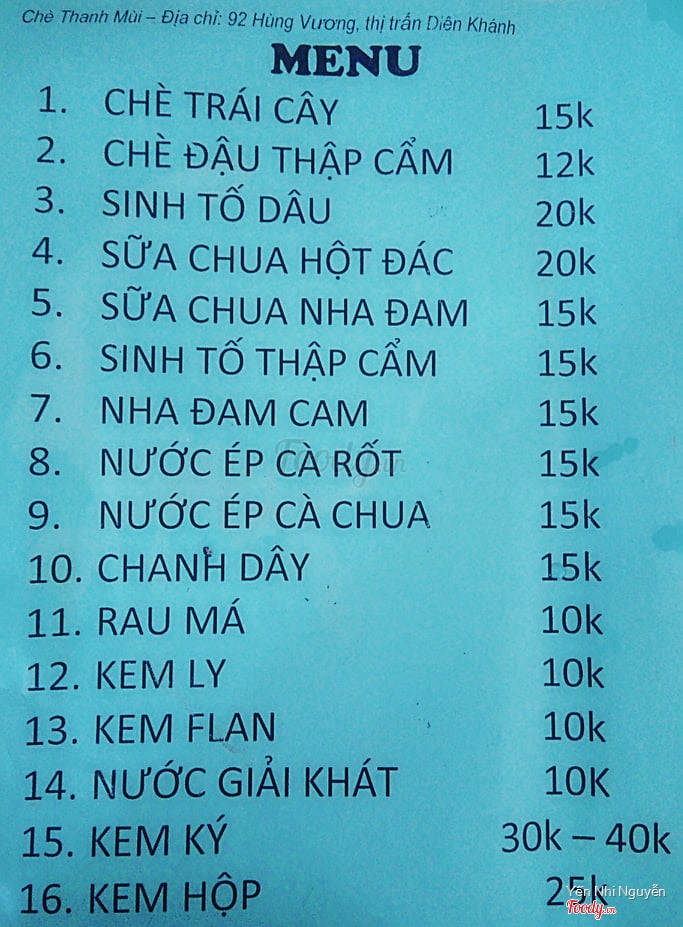 Chè Thanh Mùi – Địa chỉ: 92 Hùng Vương, thị trấn Diên Khánh
MENU
1. CHÈ TRÁI CÂY 15k
2. CHÈ ĐẬU THẬP CẨM 12k
3. SINH TỐ DÂU 20k
4. SỮA CHUA HỘT ĐÁC 20k
5. SỮA CHUA NHA ĐAM 15k
6. SINH TỐ THẬP CẨM 15k
7. NHA ĐAM CAM 15k
8. NƯỚC ÉP CÀ RỐT 15k
9. NƯỚC ÉP CÀ CHUA 15k
10. CHANH DÂY 15k
11. RAU MÁ 10k
12. KEM LY 10k
13. KEM FLAN 10k
14. NƯỚC GIẢI KHÁT 10K
15. KEM KÝ 30k – 40k
16. KEM HỘP 25k
Yến Nhi Nguyễn
Foody.vn